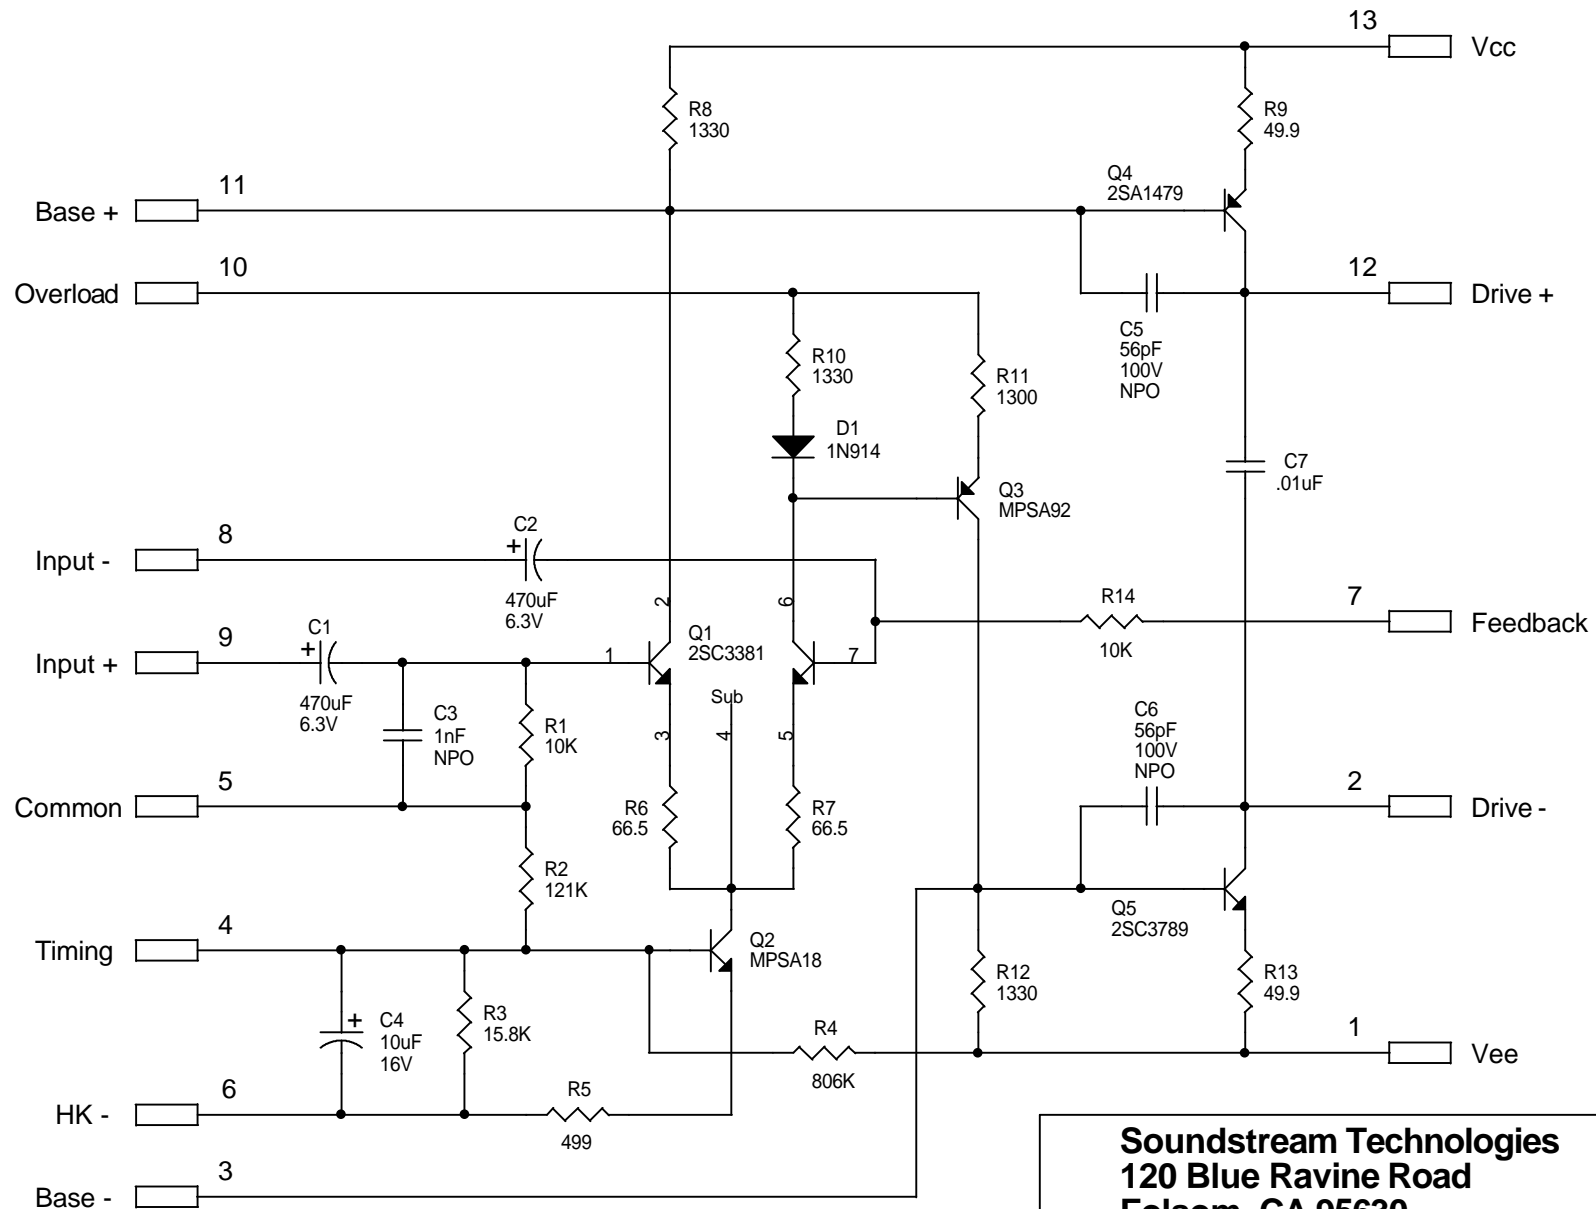 13
Vcc
R8
1330
R9
49.9
Q4
2SA1479
11
Base +
10
Overload
12
Drive +
C5
56pF
100V
NPO
R10
1330
R11
1300
D1
1N914
C7
.01uF
Q3
MPSA92
8
Input -
C2
+
470uF
6.3V
2
6
R14
10K
7
Feedback
9
Input +
C1
+
470uF
6.3V
1
Q1
2SC3381
7
Sub
C3
1nF
NPO
R1
10K
3
4
5
C6
56pF
100V
NPO
5
Common
R6
66.5
R7
66.5
2
Drive -
R2
121K
Q5
2SC3789
4
Timing
Q2
MPSA18
R12
1330
R13
49.9
+
C4
10uF
16V
R3
15.8K
R4
806K
1
Vee
6
HK -
R5
499
3
Base -
Soundstream Technologies
120 Blue Ravine Road
Folsom, CA 95630